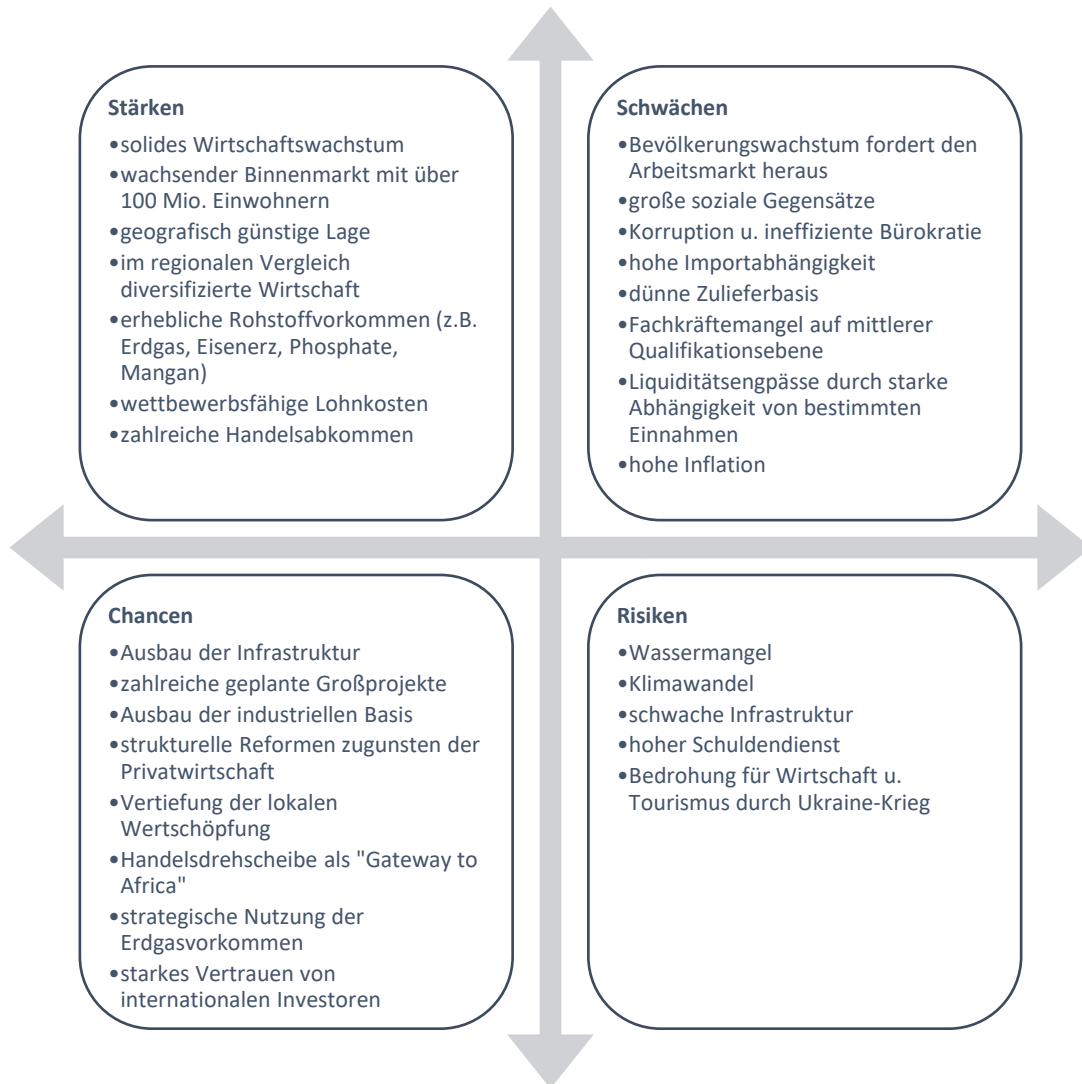 Stärken
•solides Wirtschaftswachstum
•wachsender Binnenmarkt mit über
100 Mio. Einwohnern
•geografisch günstige Lage
•im regionalen Vergleich
diversifizierte Wirtschaft
•erhebliche Rohstoffvorkommen (z.B.
Erdgas, Eisenerz, Phosphate,
Mangan)
•wettbewerbsfähige Lohnkosten
•zahlreiche Handelsabkommen
Schwächen
•Bevölkerungswachstum fordert den
Arbeitsmarkt heraus
•große soziale Gegensätze
•Korruption u. ineffiziente Bürokratie
•hohe Importabhängigkeit
•dünne Zulieferbasis
•Fachkräftemangel auf mittlerer
Qualifikationsebene
•Liquiditätsengpässe durch starke
Abhängigkeit von bestimmten
Einnahmen
•hohe Inflation
Chancen
•Ausbau der Infrastruktur
•zahlreiche geplante Großprojekte
•Ausbau der industriellen Basis
•strukturelle Reformen zugunsten der
Privatwirtschaft
•Vertiefung der lokalen
Wertschöpfung
•Handelsdrehscheibe als "Gateway to
Africa"
•strategische Nutzung der
Erdgasvorkommen
•starkes Vertrauen von
internationalen Investoren
Risiken
•Wassermangel
•Klimawandel
•schwache Infrastruktur
•hoher Schuldendienst
•Bedrohung für Wirtschaft u.
Tourismus durch Ukraine-Krieg